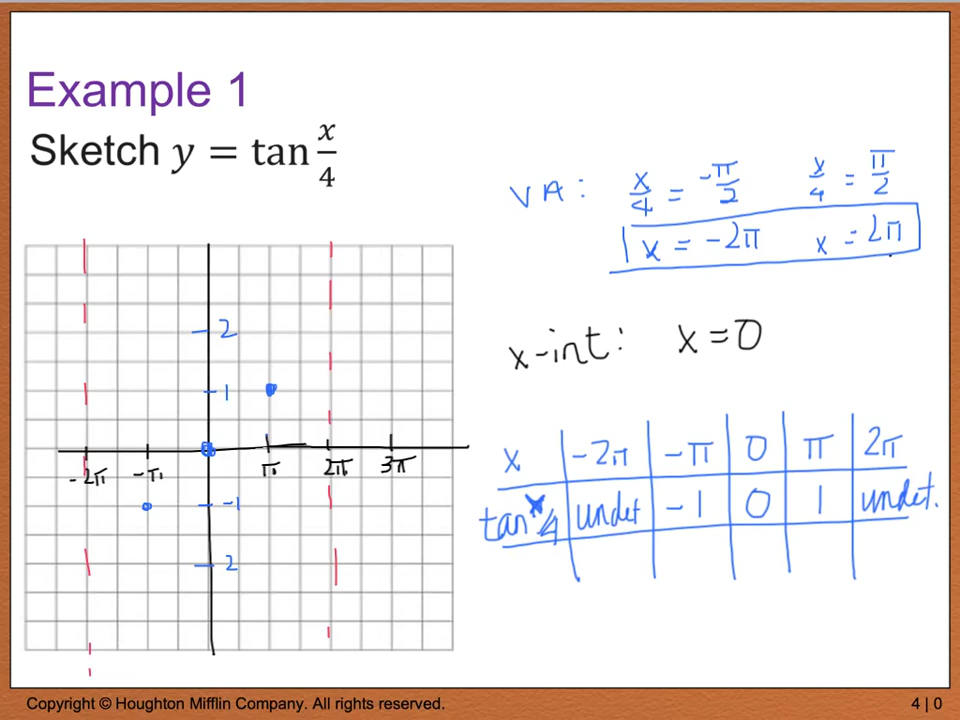 Example 1
Sketch y = tan x/4
VA: x/4 = -π/2 x/4 = π/2
x = -2π x = 2π
x-int: x = 0
2
1
-2π -π π 2π 3π
-1
2
x -2π -π 0 π 2π
tan x/4 undef -1 0 1 undef.
Copyright © Houghton Mifflin Company. All rights reserved.
4 | 0